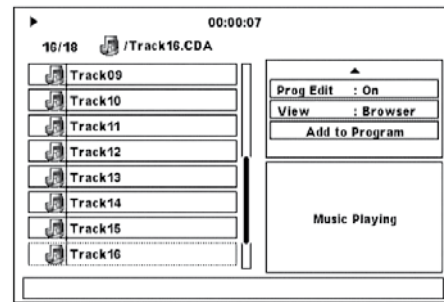 00:00:07
16/18 /Track16.CDA
Track09
Track10
Track11
Track12
Track13
Track14
Track15
Track16
Prog Edit : On
View : Browser
Add to Program
Music Playing